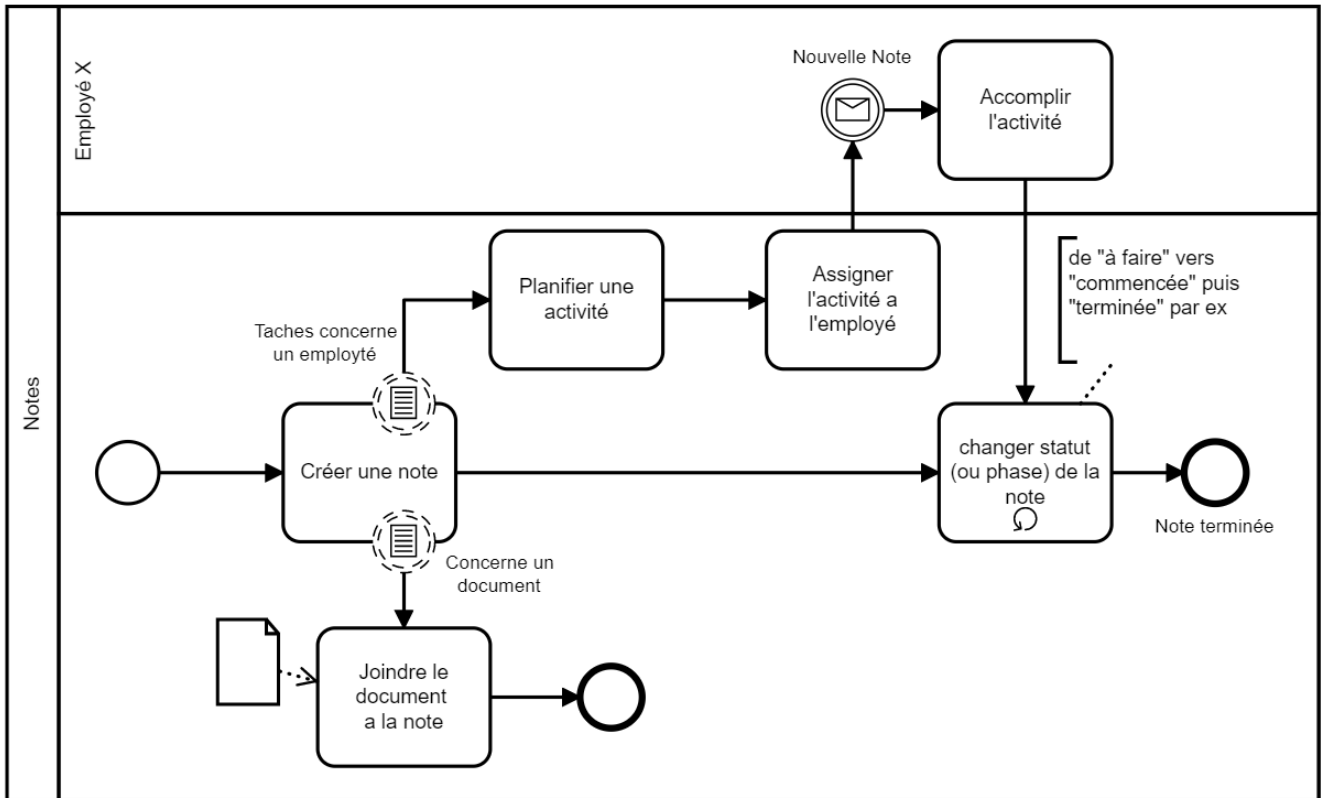 Notes
Employé X
Nouvelle Note
Accomplir
l'activité
Planifier une
activité
Assigner
l'activité a
l'employé
de "à faire" vers
"commencée" puis
"terminée" par ex
Taches concerne
un employté
Créer une note
changer statut
(ou phase) de la
note
Note terminée
Concerne un
document
Joindre le
document
a la note